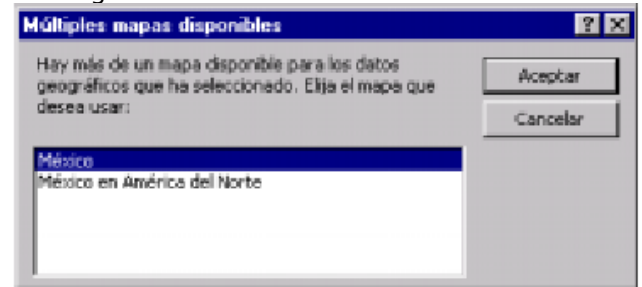 Múltiples mapas disponibles
Hay más de un mapa disponible para los datos
geográficos que ha seleccionado. Elija el mapa que
desea usar:
Aceptar
Cancelar
México
México en América del Norte